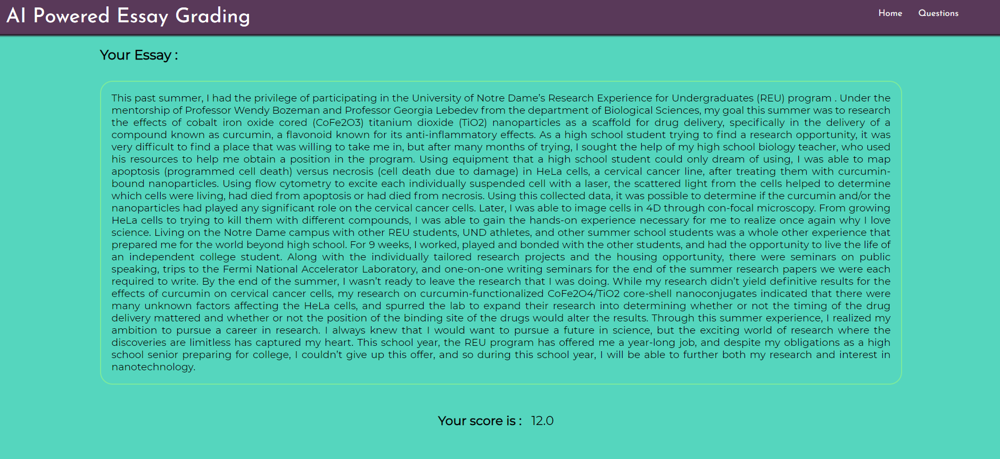 AI Powered Essay Grading
Home
Questions
Your Essay :
This past summer, I had the privilege of participating in the University of Notre Dame’s Research Experience for Undergraduates (REU) program . Under the
mentorship of Professor Wendy Bozeman and Professor Georgia Lebedev from the department of Biological Sciences, my goal this summer was to research
the effects of cobalt iron oxide cored (CoFe2O3) titanium dioxide (TiO2) nanoparticles as a scaffold for drug delivery, specifically in the delivery of a
compound known as curcumin, a flavonoid known for its anti-inflammatory effects. As a high school student trying to find a research opportunity, it was
very difficult to find a place that was willing to take me in, but after many months of trying, I sought the help of my high school biology teacher, who used
his resources to help me obtain a position in the program. Using equipment that a high school student could only dream of using, I was able to map
apoptosis (programmed cell death) versus necrosis (cell death due to damage) in HeLa cells, a cervical cancer line, after treating them with curcumin-
bound nanoparticles. Using flow cytometry to excite each individually suspended cell with a laser, the scattered light from the cells helped to determine
which cells were living, had died from apoptosis or had died from necrosis. Using this collected data, it was possible to determine if the curcumin and/or the
nanoparticles had played any significant role on the cervical cancer cells. Later, I was able to image cells in 4D through con-focal microscopy. From growing
HeLa cells to trying to kill them with different compounds, I was able to gain the hands-on experience necessary for me to realize once again why I love
science. Living on the Notre Dame campus with other REU students, UND athletes, and other summer school students was a whole other experience that
prepared me for the world beyond high school. For 9 weeks, I worked, played and bonded with the other students, and had the opportunity to live the life of
an independent college student. Along with the individually tailored research projects and the housing opportunity, there were seminars on public
speaking, trips to the Fermi National Accelerator Laboratory, and one-on-one writing seminars for the end of the summer research papers we were each
required to write. By the end of the summer, I wasn’t ready to leave the research that I was doing. While my research didn’t yield definitive results for the
effects of curcumin on cervical cancer cells, my research on curcumin-functionalized CoFe2O4/TiO2 core-shell nanoconjugates indicated that there were
many unknown factors affecting the HeLa cells, and spurred the lab to expand their research into determining whether or not the timing of the drug
delivery mattered and whether or not the position of the binding site of the drugs would alter the results. Through this summer experience, I realized my
ambition to pursue a career in research. I always knew that I would want to pursue a future in science, but the exciting world of research where the
discoveries are limitless has captured my heart. This school year, the REU program has offered me a year-long job, and despite my obligations as a high
school senior preparing for college, I couldn’t give up this offer, and so during this school year, I will be able to further both my research and interest in
nanotechnology.
Your score is : 12.0